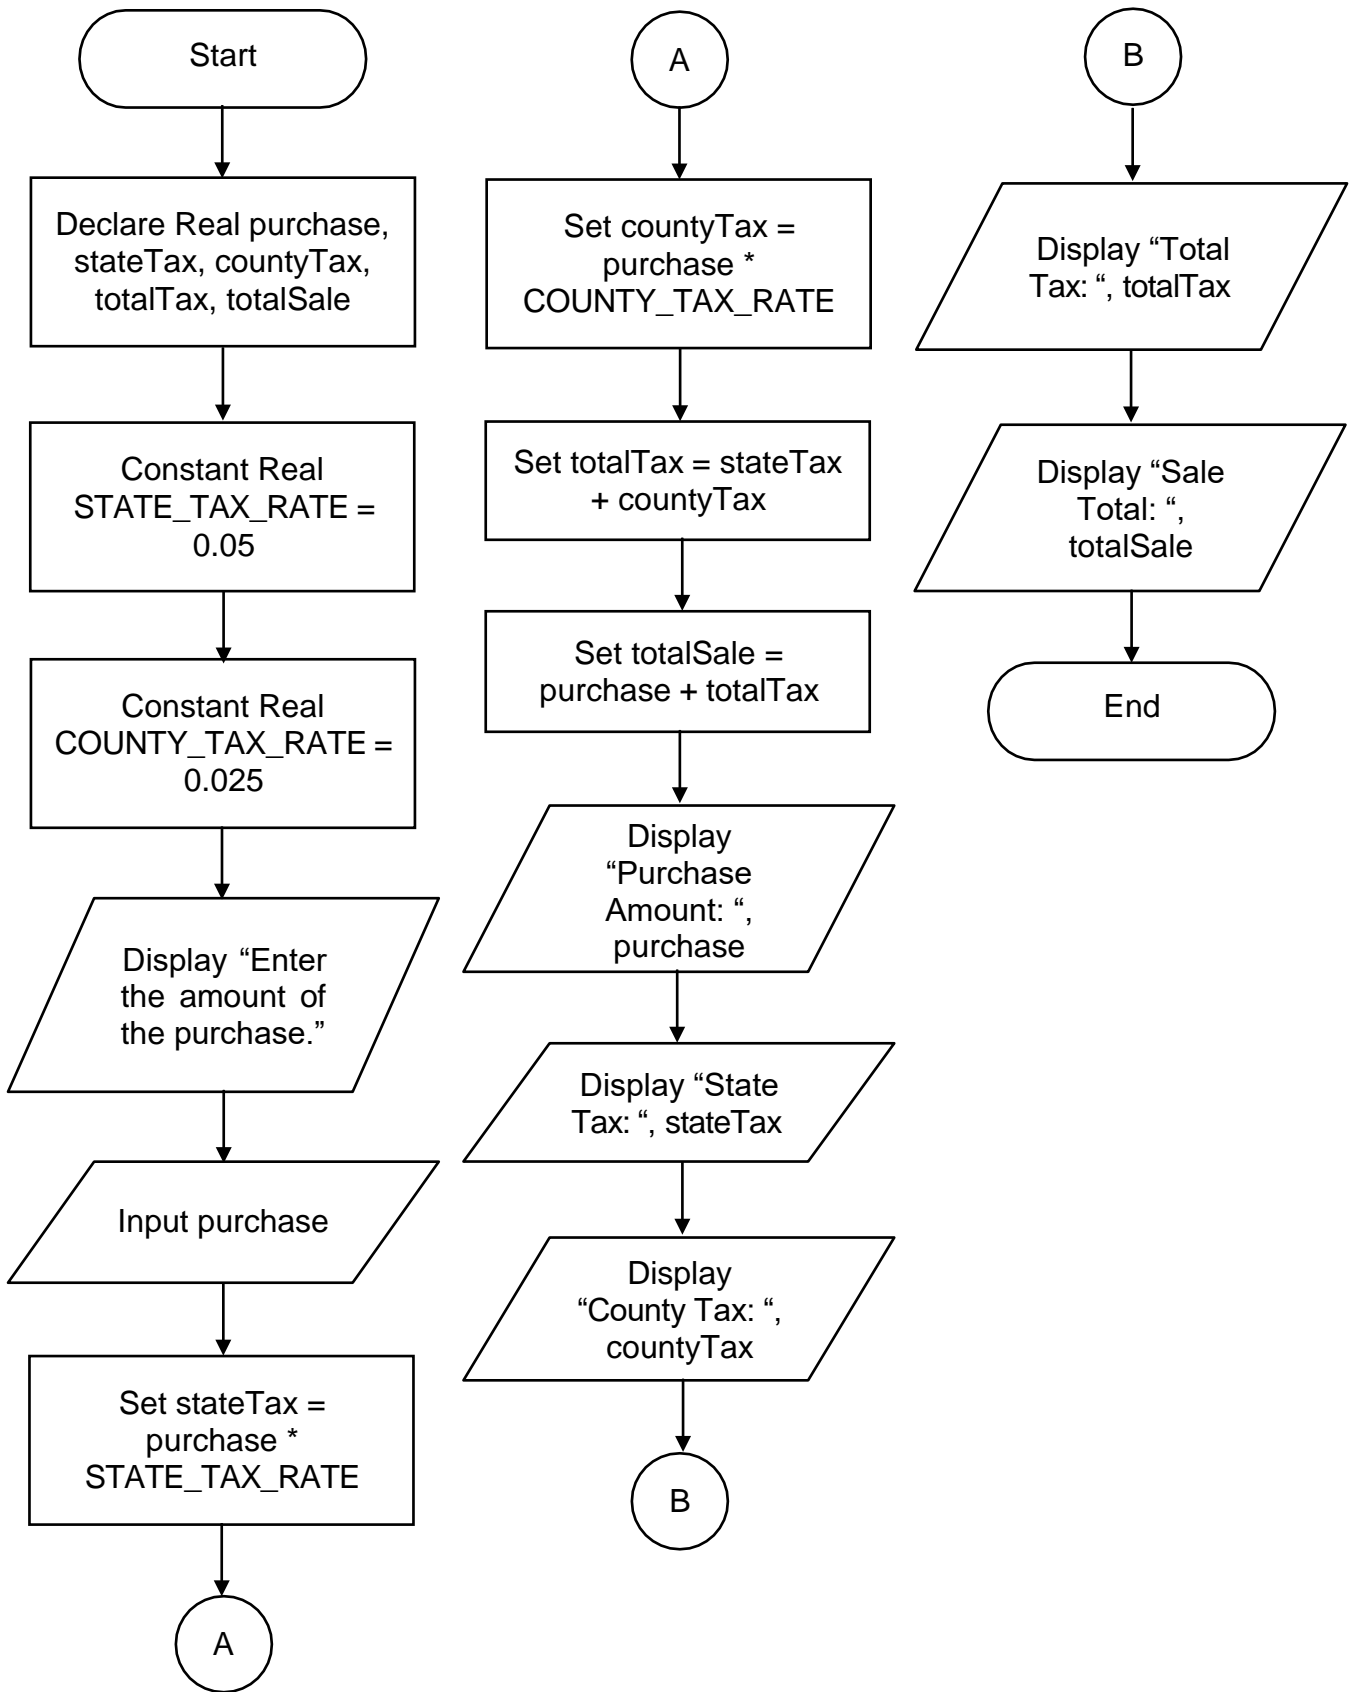 Start
Declare Real purchase,
stateTax, countyTax,
totalTax, totalSale
Constant Real
STATE_TAX_RATE =
0.05
Constant Real
COUNTY_TAX_RATE =
0.025
Display “Enter
the amount of
the purchase.”
Input purchase
Set stateTax =
purchase *
STATE_TAX_RATE
A
A
Set countyTax =
purchase *
COUNTY_TAX_RATE
Set totalTax = stateTax
+ countyTax
Set totalSale =
purchase + totalTax
Display
“Purchase
Amount: “,
purchase
Display “State
Tax: “, stateTax
Display
“County Tax: “,
countyTax
B
B
Display “Total
Tax: “, totalTax
Display “Sale
Total: “,
totalSale
End